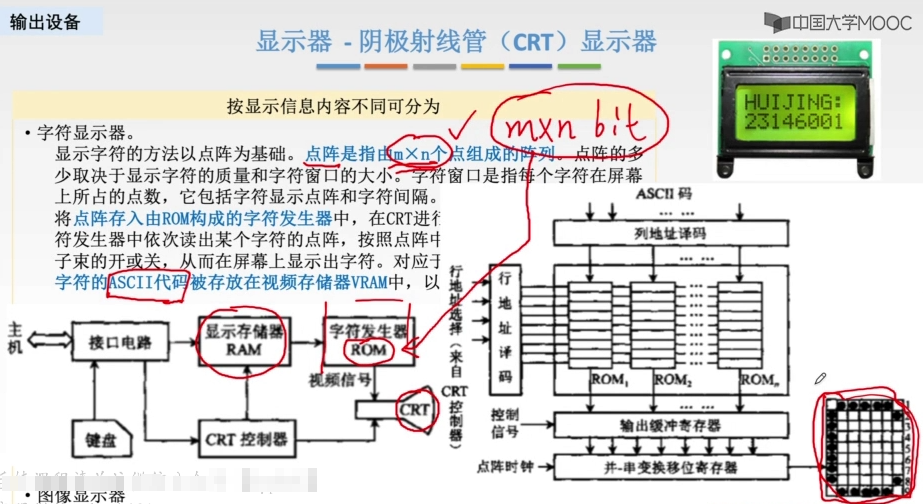 输出设备
中国大学MOOC
显示器 - 阴极射线管（CRT）显示器
HUIJING:
23146001
按显示信息内容不同可分为
m×n bit
• 字符显示器。
显示字符的方法以点阵为基础。点阵是指由m×n个点组成的阵列。点阵的多
少取决于显示字符的质量和字符窗口的大小。字符窗口是指每个字符在屏幕
上所占的点数，它包括字符显示点阵和字符间隔。
将点阵存入由ROM构成的字符发生器中，在CRT进行
符发生器中依次读出某个字符的点阵，按照点阵中
子束的开或关，从而在屏幕上显示出字符。对应于
字符的ASCII代码被存放在视频存储器VRAM中，以
主机
接口电路
显示存储器
RAM
字符发生器
ROM
视频信号
CRT
键盘
CRT 控制器
• 图像显示器
ASCII 码
列地址译码
行地址选择（来自CRT控制器）
行地址译码
ROM₁
ROM₂
ROMₙ
控制
信号
输出缓冲寄存器
点阵时钟
并-串变换移位寄存器
1
2
3
4
5
6
7
8
9